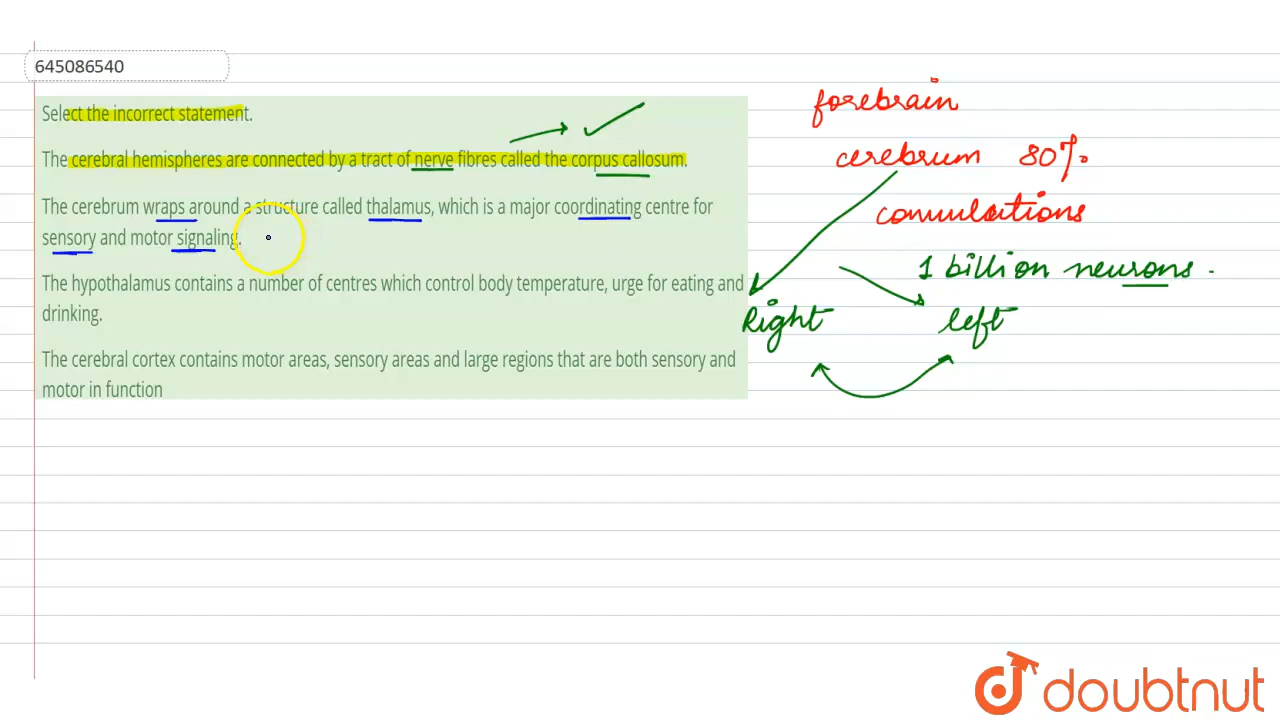 645086540
Select the incorrect statement.
The cerebral hemispheres are connected by a tract of nerve fibres called the corpus callosum.
The cerebrum wraps around a structure called thalamus, which is a major coordinating centre for
sensory and motor signaling.
The hypothalamus contains a number of centres which control body temperature, urge for eating and
drinking.
The cerebral cortex contains motor areas, sensory areas and large regions that are both sensory and
motor in function
forebrain
cerebrum 80%
1 billion neurons.
Right left
doubtnut